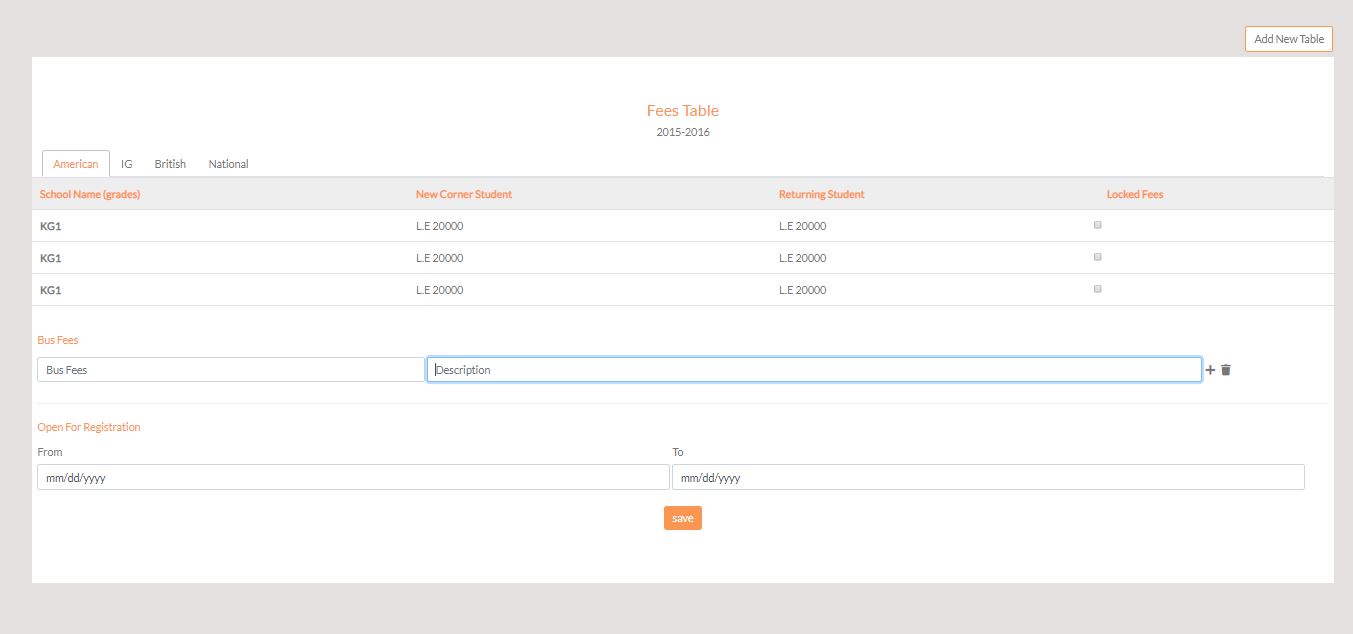 Add New Table
Fees Table
2015-2016
American IG British National
School Name (grades) New Corner Student Returning Student Locked Fees
KG1 L.E 20000 L.E 20000
KG1 L.E 20000 L.E 20000
KG1 L.E 20000 L.E 20000
Bus Fees
Bus Fees Description
Open For Registration
From To
mm/dd/yyyy mm/dd/yyyy
save